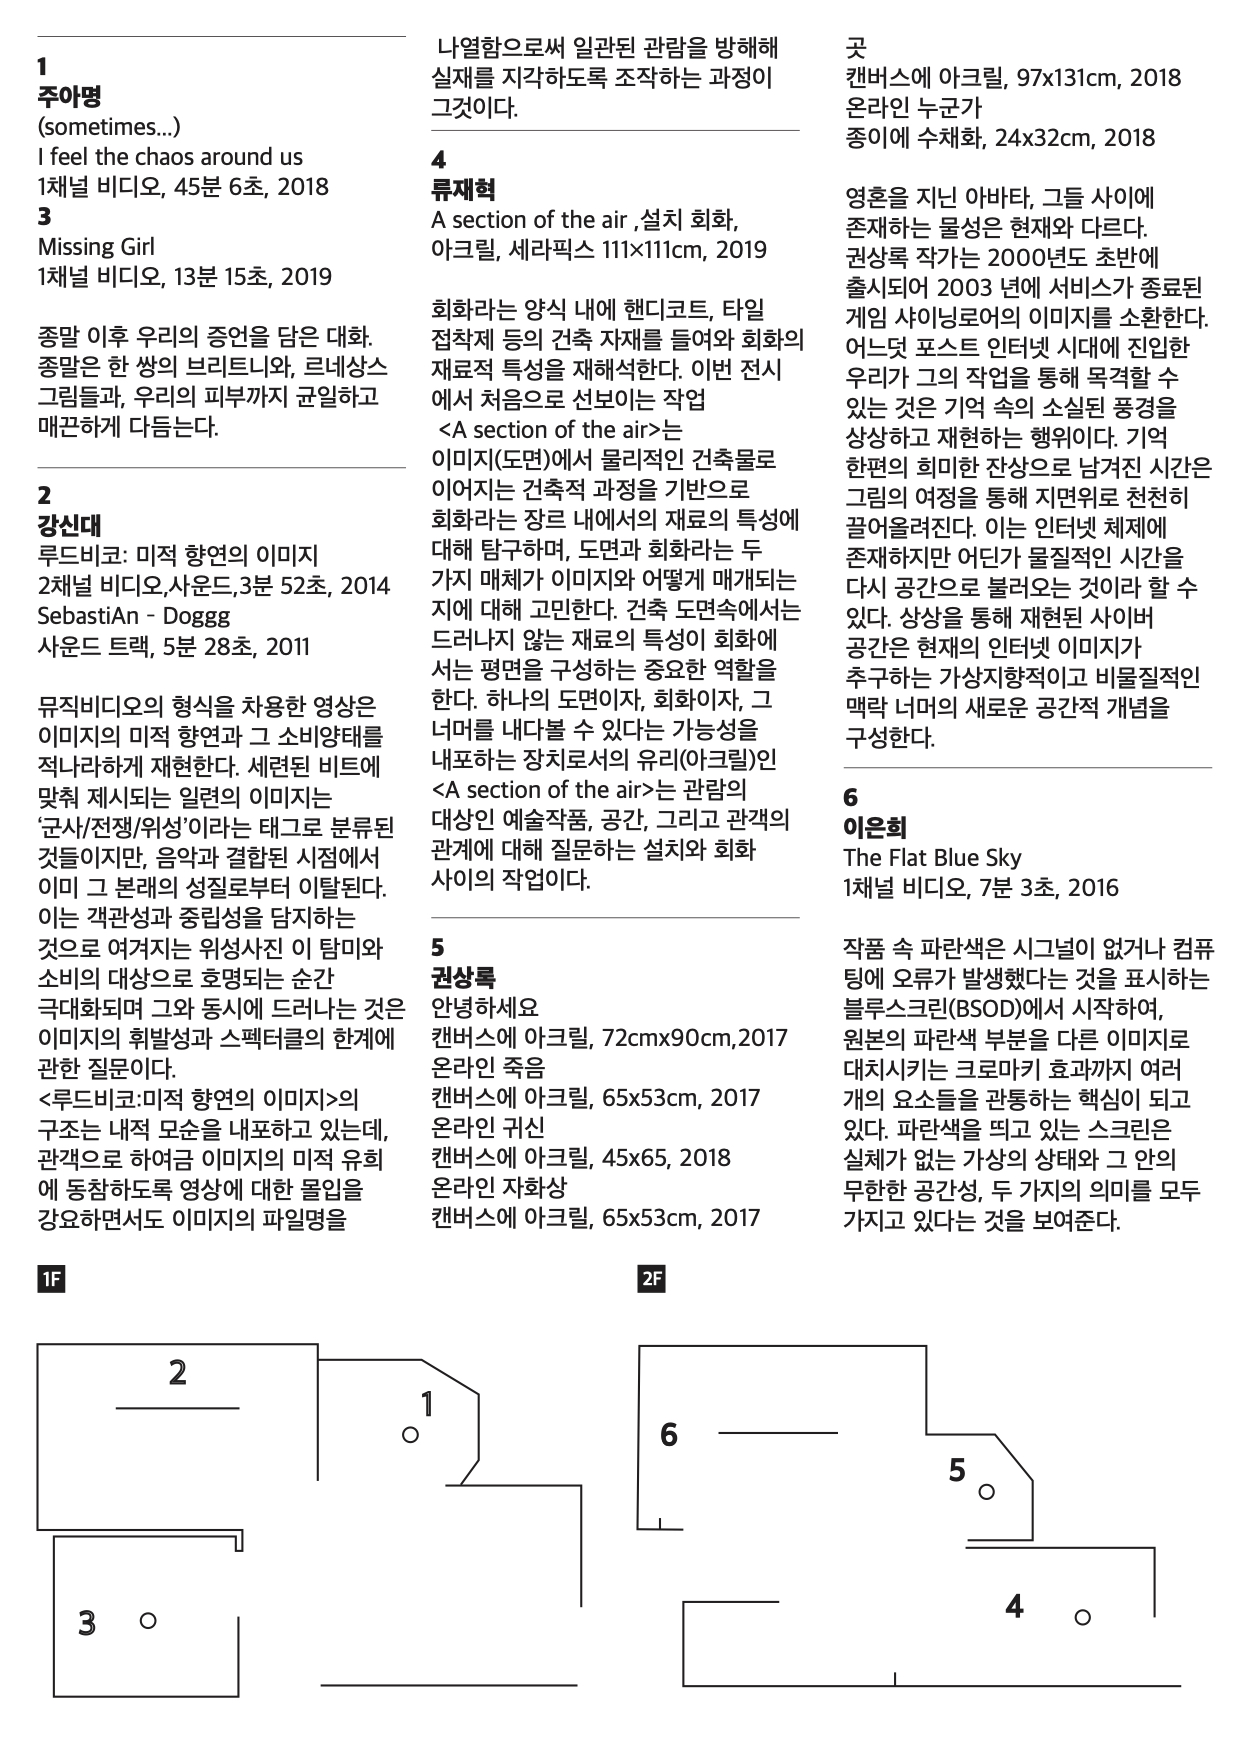 1
주아명
(sometimes...)
I feel the chaos around us
1채널 비디오, 45분 6초, 2018
3
Missing Girl
1채널 비디오, 13분 15초, 2019
종말 이후 우리의 증언을 담은 대화.
종말은 한 쌍의 브리트니와, 르네상스
그림들과, 우리의 피부까지 균일하고
매끈하게 다듬는다.
2
강신대
루드비코: 미적 향연의 이미지
2채널 비디오,사운드,3분 52초, 2014
SebastiAn - Doggg
사운드 트랙, 5분 28초, 2011
뮤직비디오의 형식을 차용한 영상은
이미지의 미적 향연과 그 소비양태를
적나라하게 재현한다. 세련된 비트에
맞춰 제시되는 일련의 이미지는
‘군사/전쟁/위성’이라는 태그로 분류된
것들이지만, 음악과 결합된 시점에서
이미 그 본래의 성질로부터 이탈된다.
이는 객관성과 중립성을 담지하는
것으로 여겨지는 위성사진 이 탐미와
소비의 대상으로 호명되는 순간
극대화되며 그와 동시에 드러나는 것은
이미지의 휘발성과 스펙터클의 한계에
관한 질문이다.
<루드비코:미적 향연의 이미지>의
구조는 내적 모순을 내포하고 있는데,
관객으로 하여금 이미지의 미적 유희
에 동참하도록 영상에 대한 몰입을
강요하면서도 이미지의 파일명을
나열함으로써 일관된 관람을 방해해
실재를 지각하도록 조작하는 과정이
그것이다.
4
류재혁
A section of the air ,설치 회화,
아크릴, 세라픽스 111×111cm, 2019
회화라는 양식 내에 핸디코트, 타일
접착제 등의 건축 자재를 들여와 회화의
재료적 특성을 재해석한다. 이번 전시
에서 처음으로 선보이는 작업
<A section of the air>는
이미지(도면)에서 물리적인 건축물로
이어지는 건축적 과정을 기반으로
회화라는 장르 내에서의 재료의 특성에
대해 탐구하며, 도면과 회화라는 두
가지 매체가 이미지와 어떻게 매개되는
지에 대해 고민한다. 건축 도면속에서는
드러나지 않는 재료의 특성이 회화에
서는 평면을 구성하는 중요한 역할을
한다. 하나의 도면이자, 회화이자, 그
너머를 내다볼 수 있다는 가능성을
내포하는 장치로서의 유리(아크릴)인
<A section of the air>는 관람의
대상인 예술작품, 공간, 그리고 관객의
관계에 대해 질문하는 설치와 회화
사이의 작업이다.
5
권상록
안녕하세요
캔버스에 아크릴, 72cmx90cm,2017
온라인 죽음
캔버스에 아크릴, 65x53cm, 2017
온라인 귀신
캔버스에 아크릴, 45x65, 2018
온라인 자화상
캔버스에 아크릴, 65x53cm, 2017
곳
캔버스에 아크릴, 97x131cm, 2018
온라인 누군가
종이에 수채화, 24x32cm, 2018
영혼을 지닌 아바타, 그들 사이에
존재하는 물성은 현재와 다르다.
권상록 작가는 2000년도 초반에
출시되어 2003 년에 서비스가 종료된
게임 샤이닝로어의 이미지를 소환한다.
어느덧 포스트 인터넷 시대에 진입한
우리가 그의 작업을 통해 목격할 수
있는 것은 기억 속의 소실된 풍경을
상상하고 재현하는 행위이다. 기억
한편의 희미한 잔상으로 남겨진 시간은
그림의 여정을 통해 지면위로 천천히
끌어올려진다. 이는 인터넷 체제에
존재하지만 어딘가 물질적인 시간을
다시 공간으로 불러오는 것이라 할 수
있다. 상상을 통해 재현된 사이버
공간은 현재의 인터넷 이미지가
추구하는 가상지향적이고 비물질적인
맥락 너머의 새로운 공간적 개념을
구성한다.
6
이은희
The Flat Blue Sky
1채널 비디오, 7분 3초, 2016
작품 속 파란색은 시그널이 없거나 컴퓨
팅에 오류가 발생했다는 것을 표시하는
블루스크린(BSOD)에서 시작하여,
원본의 파란색 부분을 다른 이미지로
대치시키는 크로마키 효과까지 여러
개의 요소들을 관통하는 핵심이 되고
있다. 파란색을 띄고 있는 스크린은
실체가 없는 가상의 상태와 그 안의
무한한 공간성, 두 가지의 의미를 모두
가지고 있다는 것을 보여준다.
1F
2
1
3
2F
6
5
4